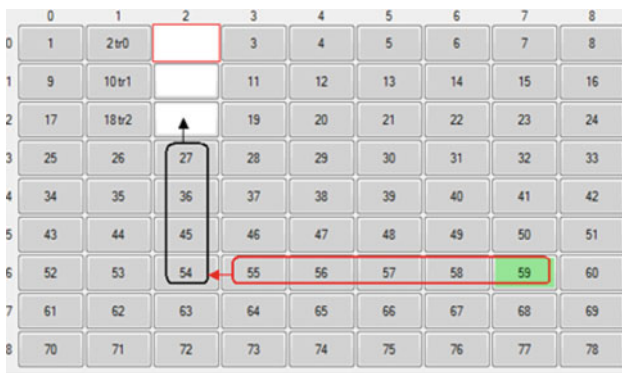 0 1 2 3 4 5 6 7 8
0 1 2 tr0 3 4 5 6 7 8
1 9 10 tr1 11 12 13 14 15 16
2 17 18 tr2 19 20 21 22 23 24
3 25 26 27 28 29 30 31 32 33
4 34 35 36 37 38 39 40 41 42
5 43 44 45 46 47 48 49 50 51
6 52 53 54 55 56 57 58 59 60
7 61 62 63 64 65 66 67 68 69
8 70 71 72 73 74 75 76 77 78